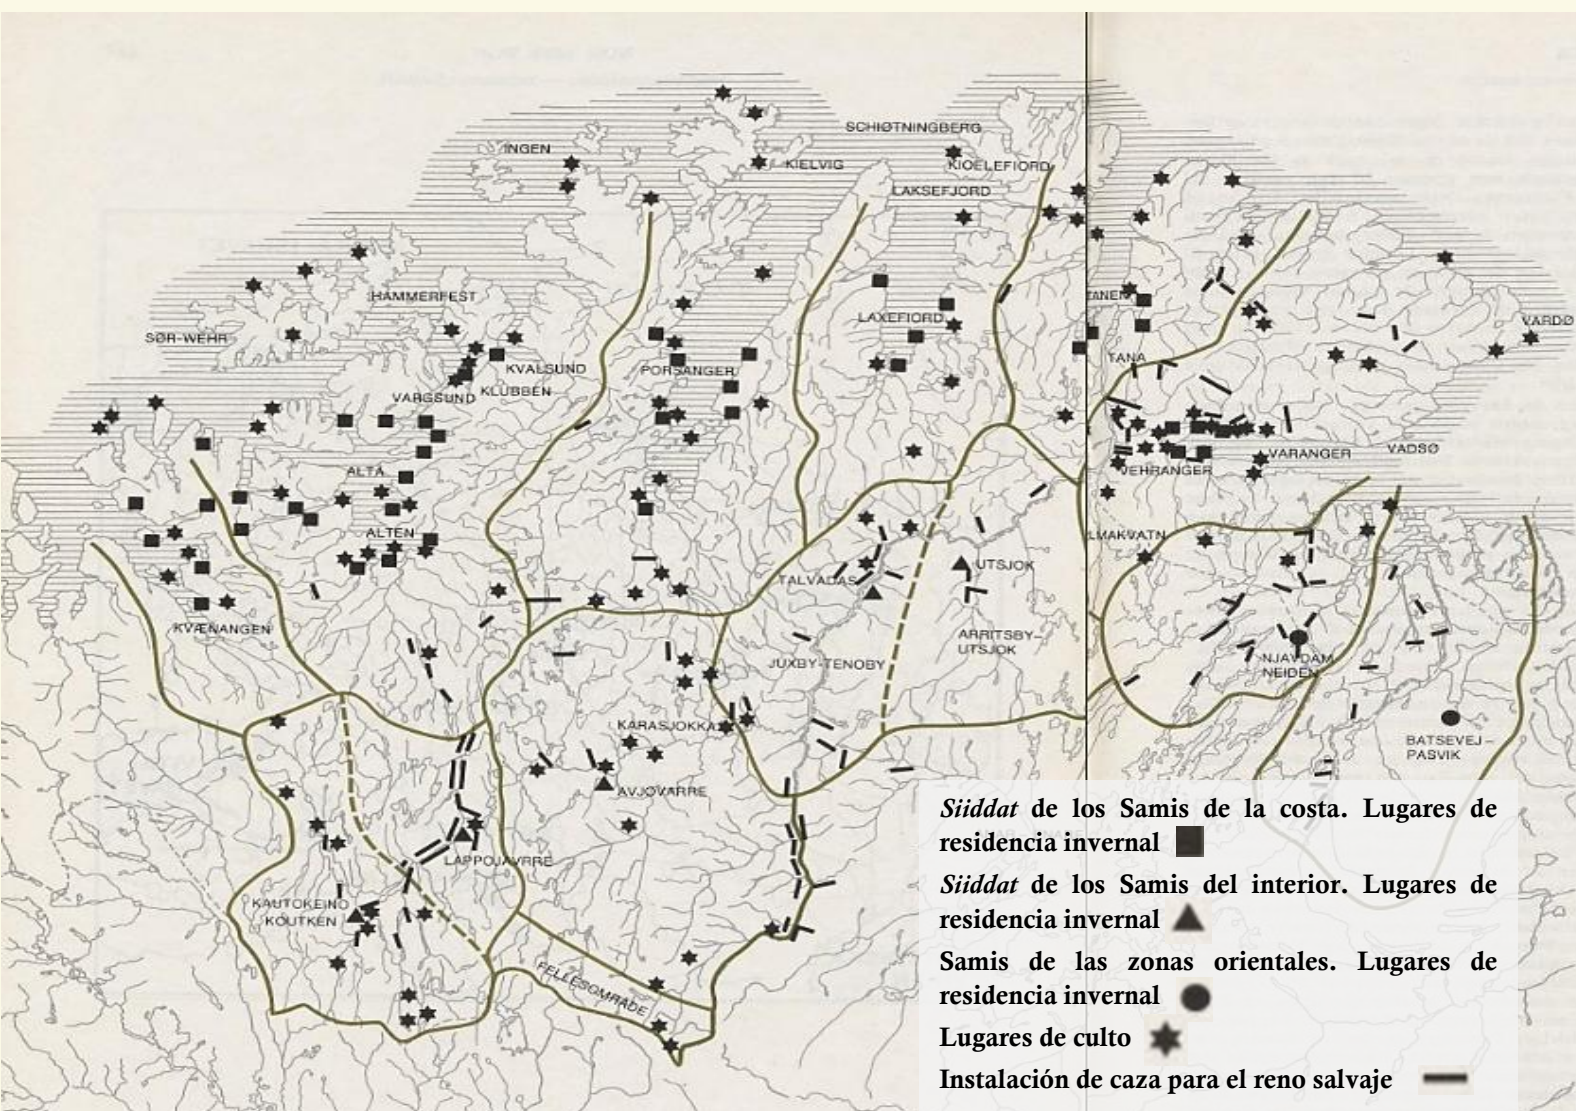 SCHIØTNINGBERG
INGEN
KIELVIG
KIOELEFIORD
LAKSEFJORD
HAMMERFEST
TANEN
SØR-WEHR
LAXEFIORD
VARDØ
KVALSUND
PORSANGER
TANA
KLUBBEN
VARGSUND
VADSØ
VARANGER
VEHRANGER
ALTA
ALTEN
LMAKVATN
UTSJOK
TALVADAS
KVÆNANGEN
ARRITSBY-
UTSJOK
JUXBY-TENOBY
NJAVDAM
NEIDEN
KARASJOKKA
BATSEVEJ-
PASVIK
AVJOVARRE
LAPPOJAVRRE
KAUTOKEINO
KOUTKEN
FELLESOMRADE
Siiddat de los Samis de la costa. Lugares de
residencia invernal
Siiddat de los Samis del interior. Lugares de
residencia invernal
Samis de las zonas orientales. Lugares de
residencia invernal
Lugares de culto
Instalación de caza para el reno salvaje